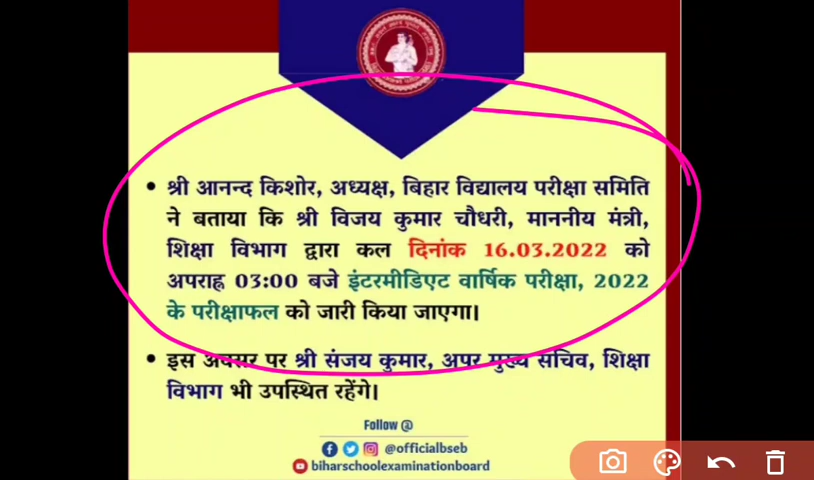 • श्री आनन्द किशोर, अध्यक्ष, बिहार विद्यालय परीक्षा समिति
ने बताया कि श्री विजय कुमार चौधरी, माननीय मंत्री,
शिक्षा विभाग द्वारा कल दिनांक 16.03.2022 को
अपराह्न 03:00 बजे इंटरमीडिएट वार्षिक परीक्षा, 2022
के परीक्षाफल को जारी किया जाएगा।
• इस अवसर पर श्री संजय कुमार, अपर मुख्य सचिव, शिक्षा
विभाग भी उपस्थित रहेंगे।
Follow @
@officialbseb
biharschoolexaminationboard